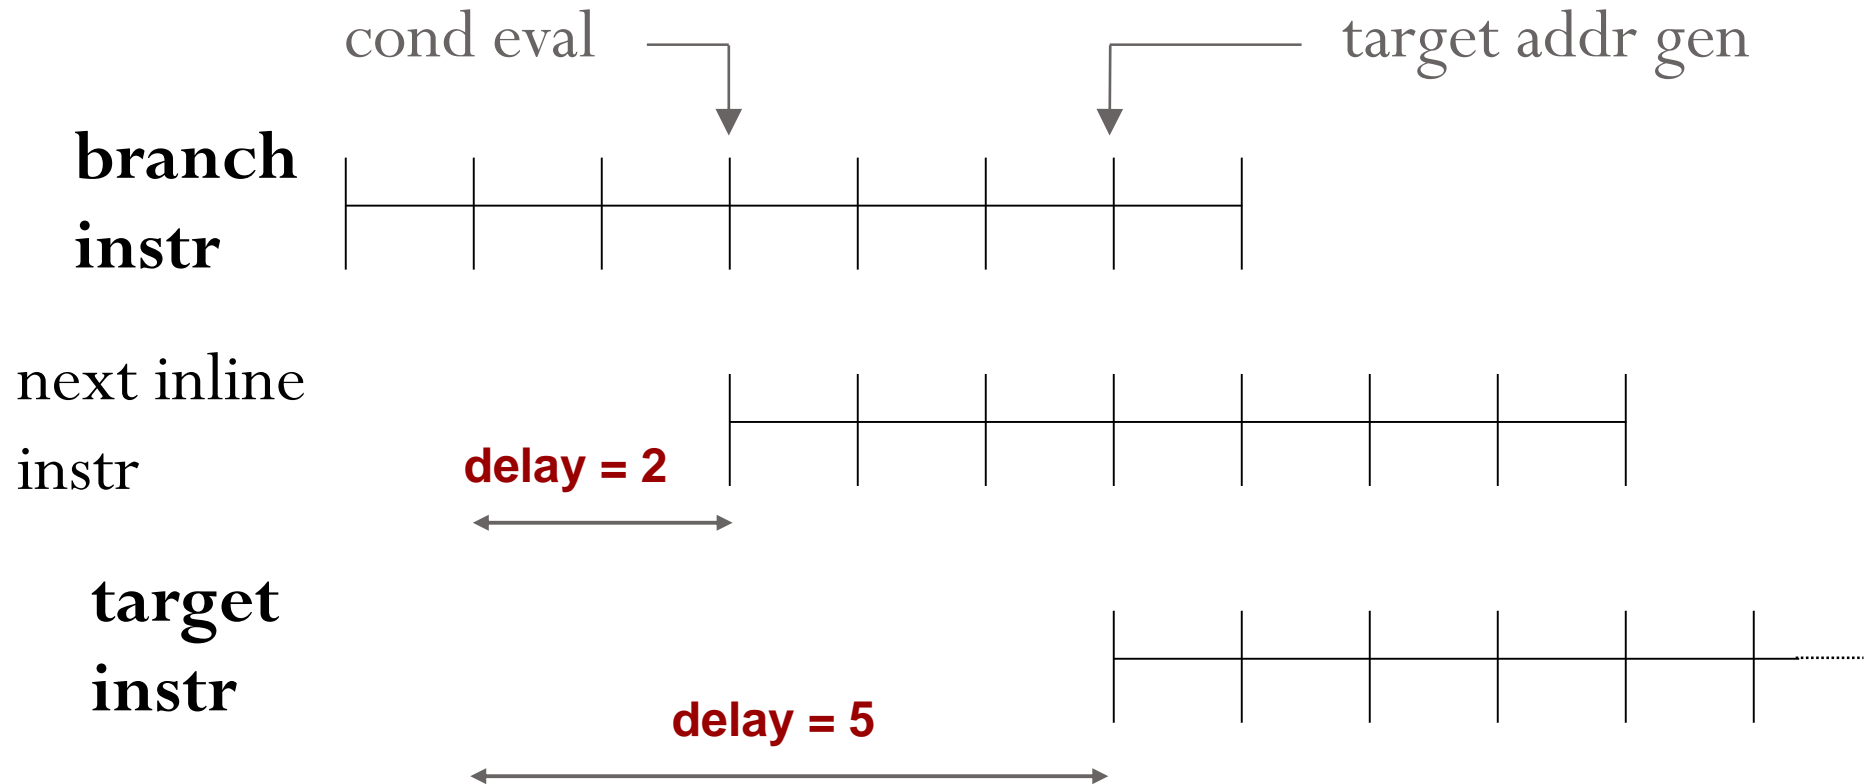 cond eval
target addr gen
branch
instr
next inline
instr
delay = 2
target
instr
delay = 5